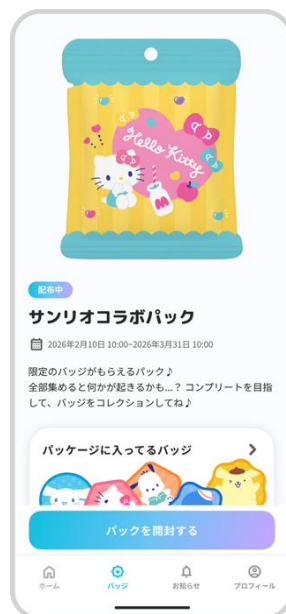 Hello Kitty
M
配布中
サンリオコラボパック
2026年2月10日 10:00~2026年3月31日 10:00
限定のバッジがもらえるパック♪
全部集めると何かが起きるかも...？ コンプリートを目指
して、バッジをコレクションしてね♪
パッケージに入ってるバッジ
パックを開封する
ホーム
バッジ
お知らせ
プロフィール